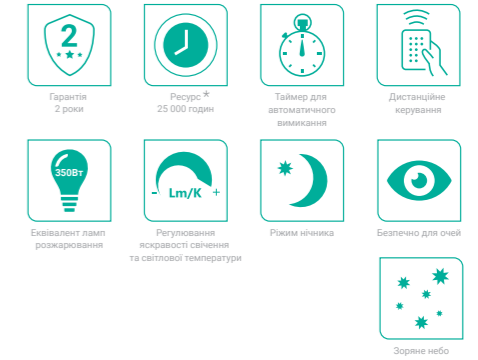 2
Гарантія
2 роки
Ресурс *
25 000 годин
Таймер для
автоматичного
вимикання
Дистанційне
керування
350Вт
Еквівалент ламп
розжарювання
- Lm/K +
Регулювання
яскравості свічення
та світлової температури
Ріжим нічника
Безпечно для очей
Зоряне небо